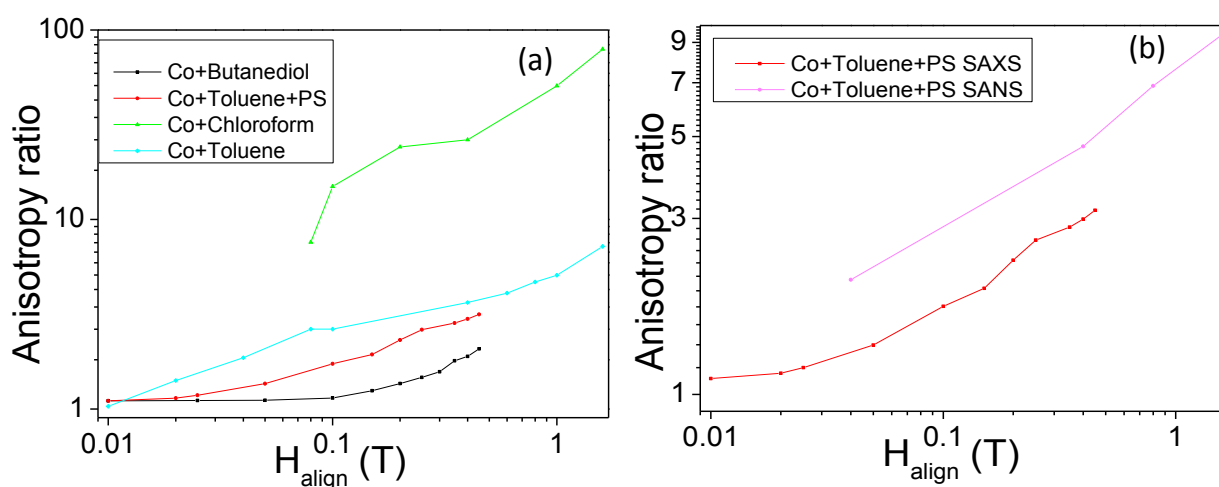 100
10
1
Anisotropy ratio
Co+Butanediol
Co+Toluene+PS
Co+Chloroform
Co+Toluene
(a)
0.01
0.1
1
H_align (T)
9
7
5
3
1
Anisotropy ratio
Co+Toluene+PS SAXS
Co+Toluene+PS SANS
(b)
0.01
0.1
1
H_align (T)